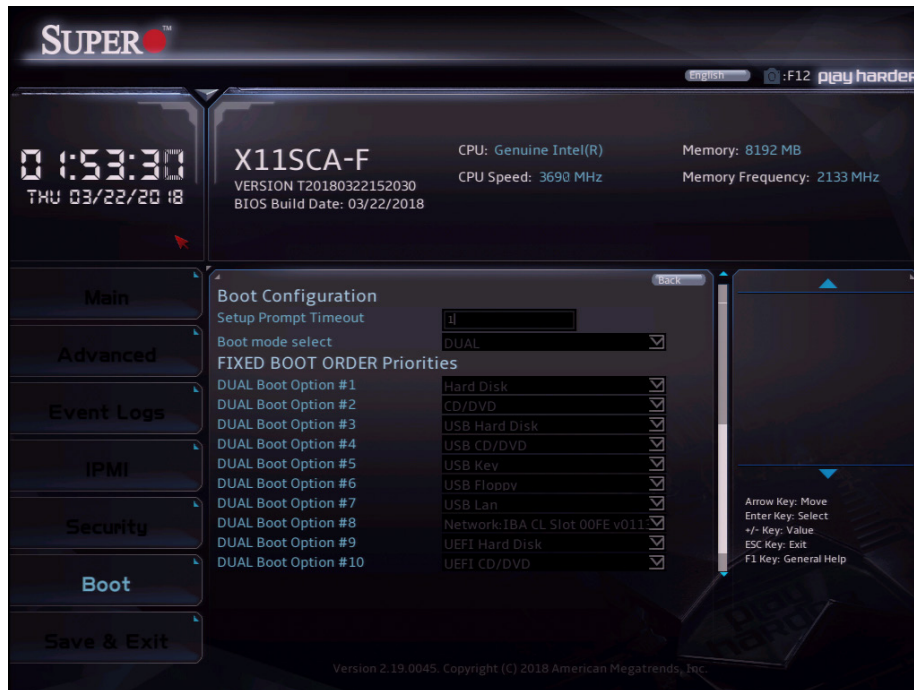 SUPER
TM
English :F12 play harder
01:53:30
THU 03/22/2018
X11SCA-F
VERSION T20180322152030
BIOS Build Date: 03/22/2018
CPU: Genuine Intel(R)
CPU Speed: 3690 MHz
Memory: 8192 MB
Memory Frequency: 2133 MHz
Main
Advanced
Event Logs
IPMI
Security
Boot
Save & Exit
Back
Boot Configuration
Setup Prompt Timeout 1
Boot mode select DUAL
FIXED BOOT ORDER Priorities
DUAL Boot Option #1 Hard Disk
DUAL Boot Option #2 CD/DVD
DUAL Boot Option #3 USB Hard Disk
DUAL Boot Option #4 USB CD/DVD
DUAL Boot Option #5 USB Key
DUAL Boot Option #6 USB Floppy
DUAL Boot Option #7 USB Lan
DUAL Boot Option #8 Network:IBA CL Slot 00FE v0113
DUAL Boot Option #9 UEFI Hard Disk
DUAL Boot Option #10 UEFI CD/DVD
Arrow Key: Move
Enter Key: Select
+/- Key: Value
ESC Key: Exit
F1 Key: General Help
play
harder
Version 2.19.0045. Copyright (C) 2018 American Megatrends, Inc.